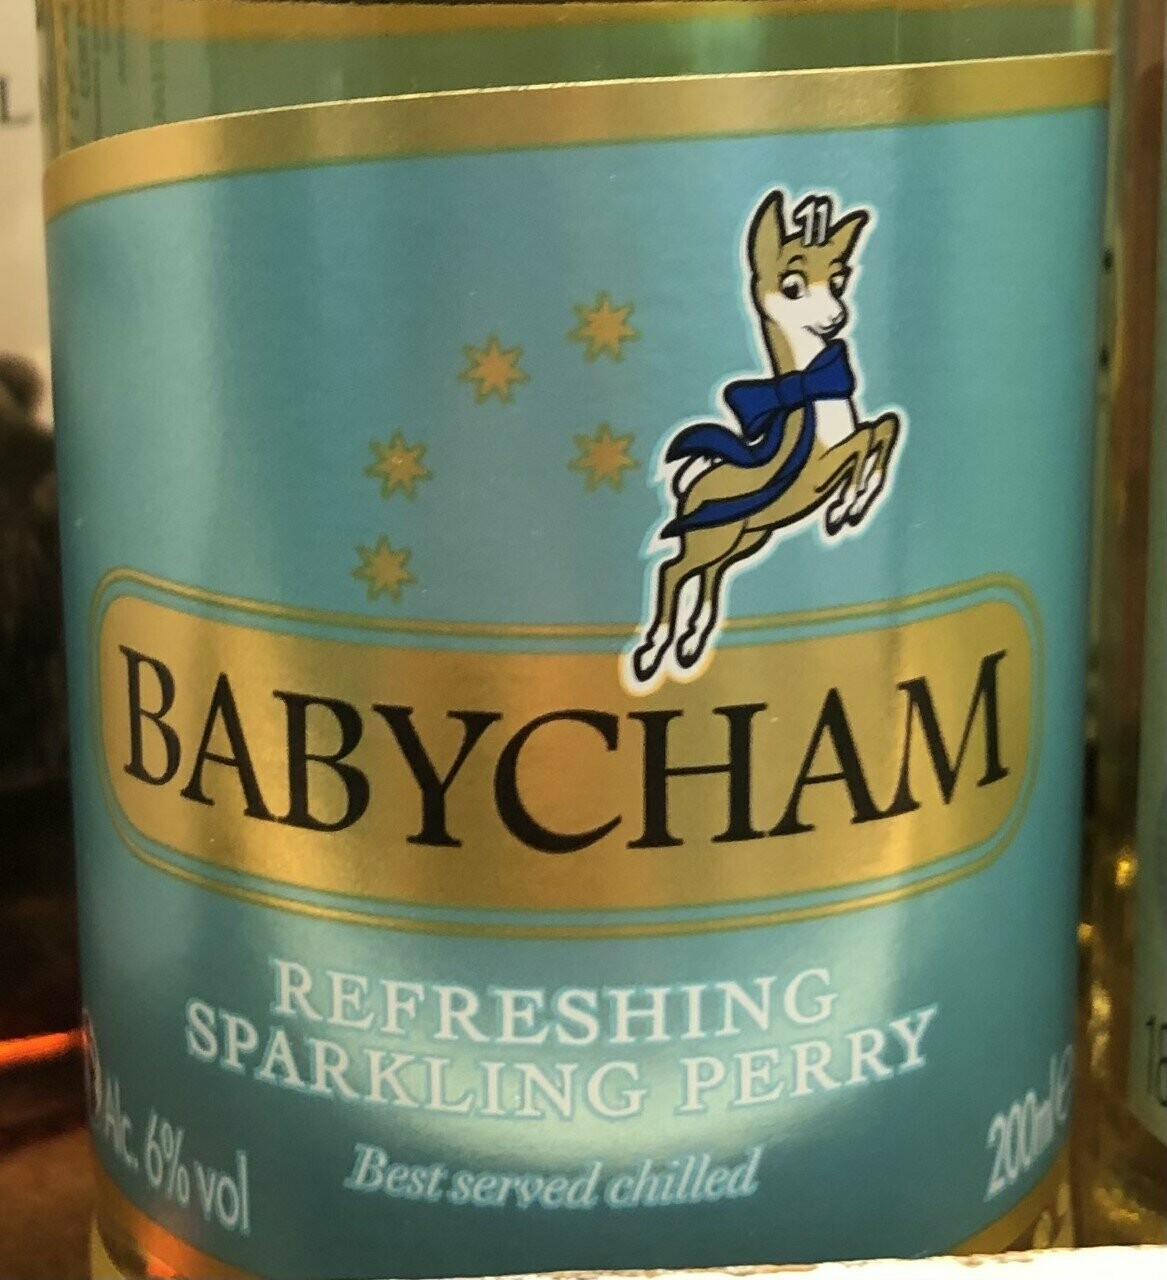 BABYCHAM
REFRESHING
SPARKLING PERRY
Alc. 6% vol
200ml e
Best served chilled